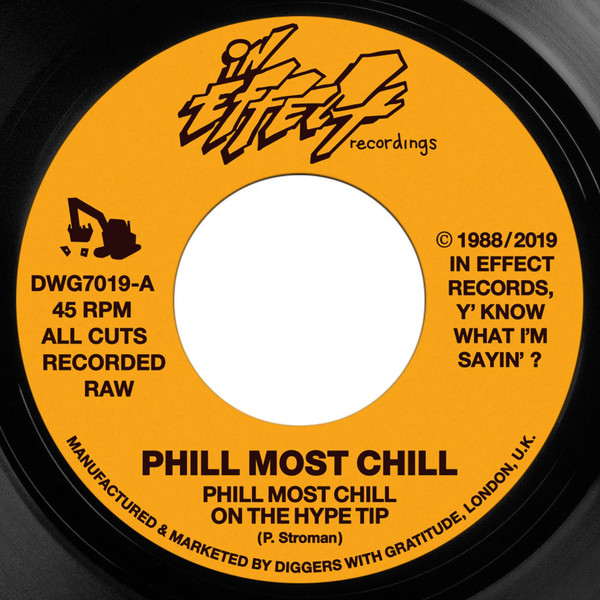 in
EFFECT
recordings
DWG7019-A
45 RPM
ALL CUTS
RECORDED
RAW
© 1988/2019
IN EFFECT
RECORDS,
Y' KNOW
WHAT I'M
SAYIN' ?
PHILL MOST CHILL
PHILL MOST CHILL
ON THE HYPE TIP
(P. Stroman)
MANUFACTURED & MARKETED BY DIGGERS WITH GRATITUDE, LONDON, U.K.